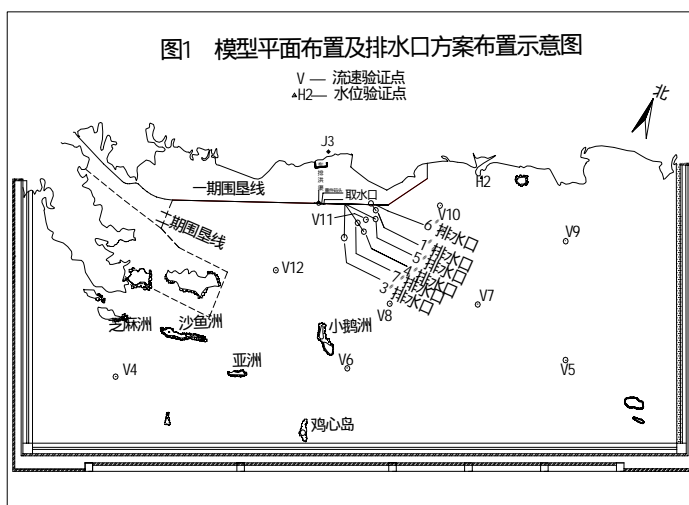 图1 模型平面布置及排水口方案布置示意图
V — 流速验证点
▲H2— 水位验证点
北
J3
H2
一期围垦线
取水口
V10
V11
6#排水口
V9
二期围垦线
1#排水口
5#排水口
V12
4#排水口
7#排水口
3#排水口
V8
V7
芝麻洲
沙鱼洲
小鹅洲
亚洲
V6
V5
V4
鸡心岛